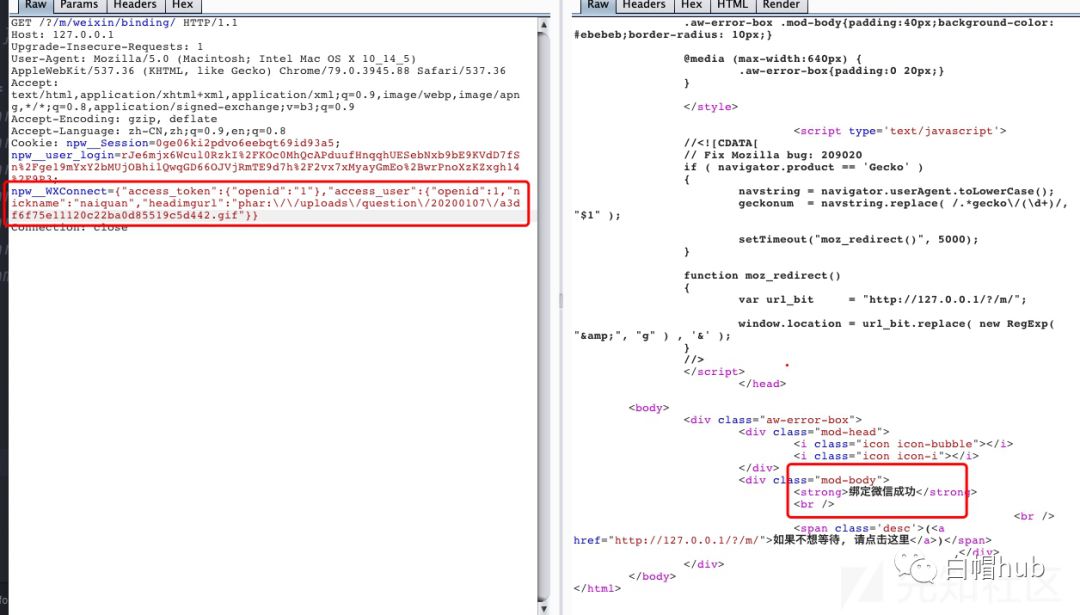 Raw Params Headers Hex
GET /?/m/weixin/binding/ HTTP/1.1
Host: 127.0.0.1
Upgrade-Insecure-Requests: 1
User-Agent: Mozilla/5.0 (Macintosh; Intel Mac OS X 10_14_5)
AppleWebKit/537.36 (KHTML, like Gecko) Chrome/79.0.3945.88 Safari/537.36
Accept:
text/html,application/xhtml+xml,application/xml;q=0.9,image/webp,image/apn
g,*/*;q=0.8,application/signed-exchange;v=b3;q=0.9
Accept-Encoding: gzip, deflate
Accept-Language: zh-CN,zh;q=0.9,en;q=0.8
Cookie: npw__Session=0ge06ki2pdvo6eebqt69id93a5;
npw__user_login=rJe6mjx6Wcul0RzkI%2FKOc0MhQcAPduufHnqqhUESebNxb9bE9KVdD7fS
n%2Fgel9mYxY2bMUjOBhilQwqGD66OJVjRmTE9d7h%2F2vx7xMyayGmEo%2BwrPnoXzKZxghl4
%2F9P3;
npw__WXConnect={"access_token":{"openid":"1"},"access_user":{"openid":1,"n
ickname":"naiquan","headimgurl":"phar:\/\/uploads\/question\/20200107\/a3d
f6f75e11120c22ba0d85519c5d442.gif"}}
Connection: close
Raw Headers Hex HTML Render
.aw-error-box .mod-body{padding:40px;background-color:
#ebebeb;border-radius: 10px;}
@media (max-width:640px) {
.aw-error-box{padding:0 20px;}
}
</style>
<script type='text/javascript'>
//<![CDATA[
// Fix Mozilla bug: 209020
if ( navigator.product == 'Gecko' )
{
navstring = navigator.userAgent.toLowerCase();
geckonum = navstring.replace( /.*gecko\/(\d+)/,
"$1" );
setTimeout("moz_redirect()", 5000);
}
function moz_redirect()
{
var url_bit = "http://127.0.0.1/?/m/";
window.location = url_bit.replace( new RegExp(
"&amp;", "g" ) , '&' );
}
//>
</script>
</head>
<body>
<div class="aw-error-box">
<div class="mod-head">
<i class="icon icon-bubble"></i>
<i class="icon icon-i"></i>
</div>
<div class="mod-body">
<strong>绑定微信成功</strong>
<br />
<br />
<span class='desc'>(<a
href="http://127.0.0.1/?/m/">如果不想等待, 请点击这里</a>)</span>
</div>
</div>
</body>
</html>
白帽hub
先知社区